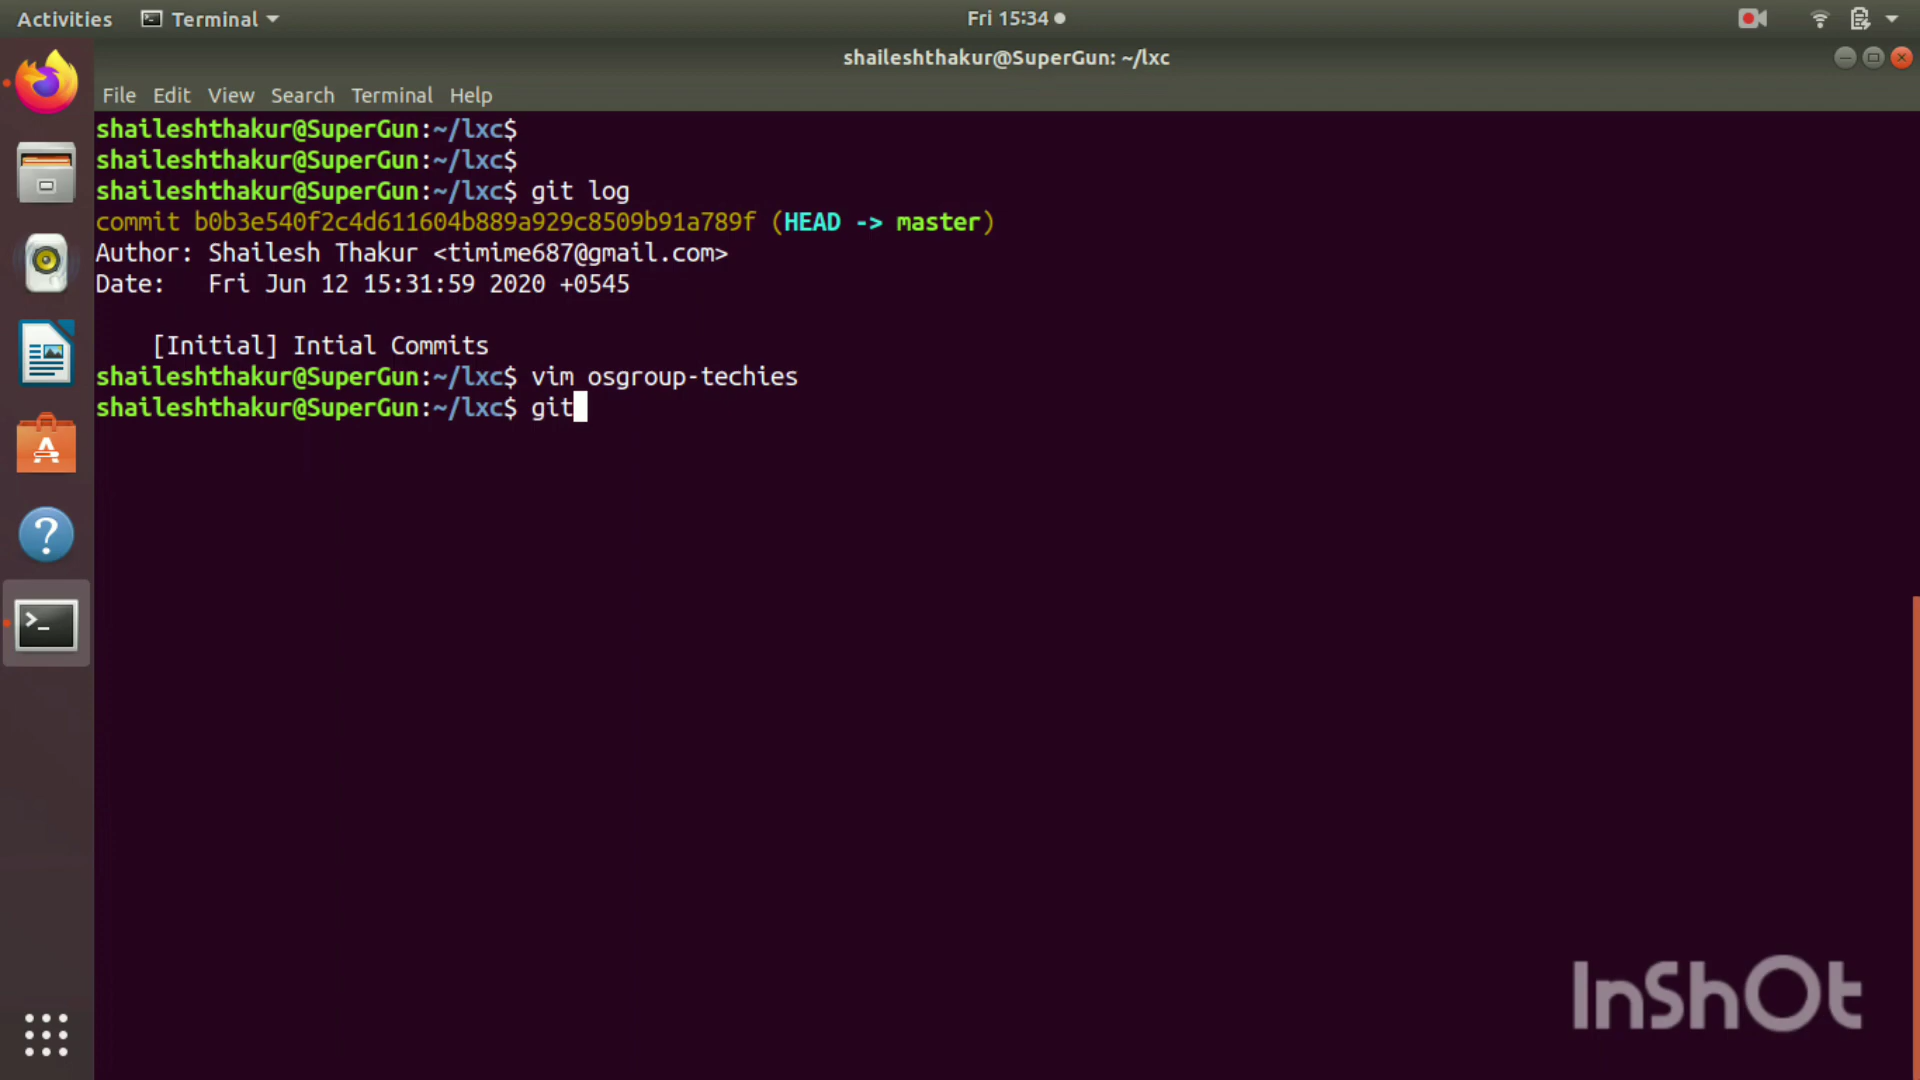 Activities Terminal Fri 15:34
shaileshthakur@SuperGun: ~/lxc
File Edit View Search Terminal Help
shaileshthakur@SuperGun:~/lxc$
shaileshthakur@SuperGun:~/lxc$
shaileshthakur@SuperGun:~/lxc$ git log
commit b0b3e540f2c4d611604b889a929c8509b91a789f (HEAD -> master)
Author: Shailesh Thakur <timime687@gmail.com>
Date:   Fri Jun 12 15:31:59 2020 +0545
[Initial] Intial Commits
shaileshthakur@SuperGun:~/lxc$ vim osgroup-techies
shaileshthakur@SuperGun:~/lxc$ git
InShOt